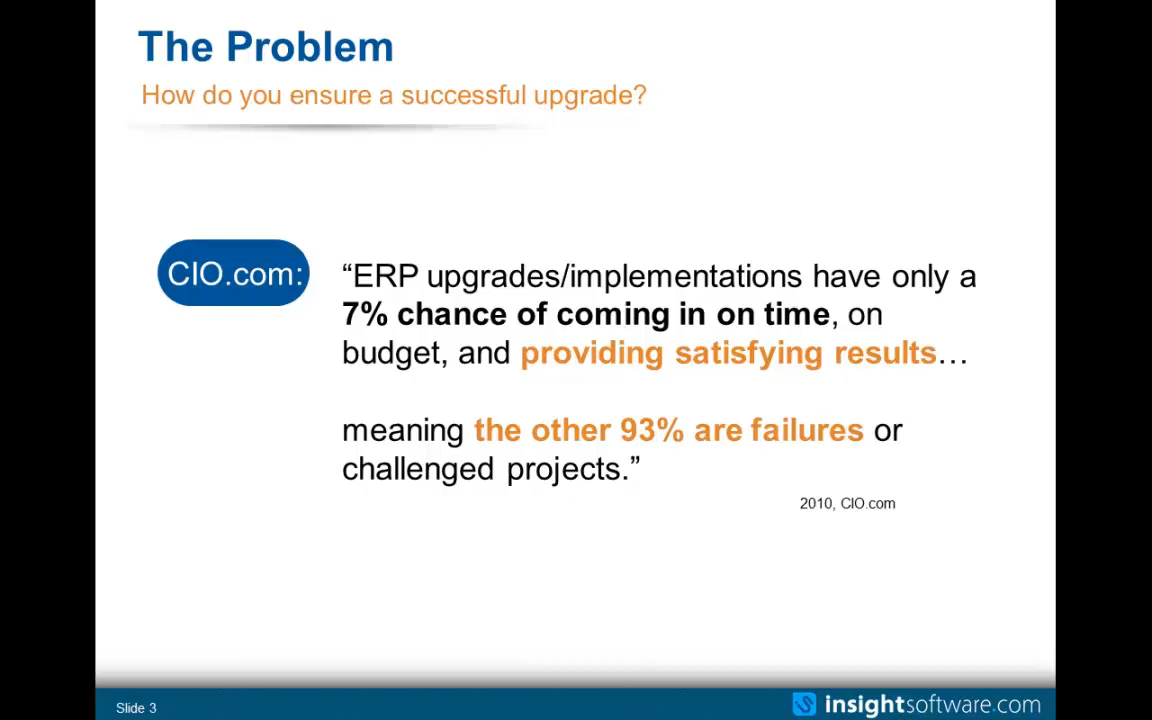 The Problem
How do you ensure a successful upgrade?
CIO.com:
“ERP upgrades/implementations have only a
7% chance of coming in on time, on
budget, and providing satisfying results…
meaning the other 93% are failures or
challenged projects.”
2010, CIO.com
Slide 3
insightsoftware.com